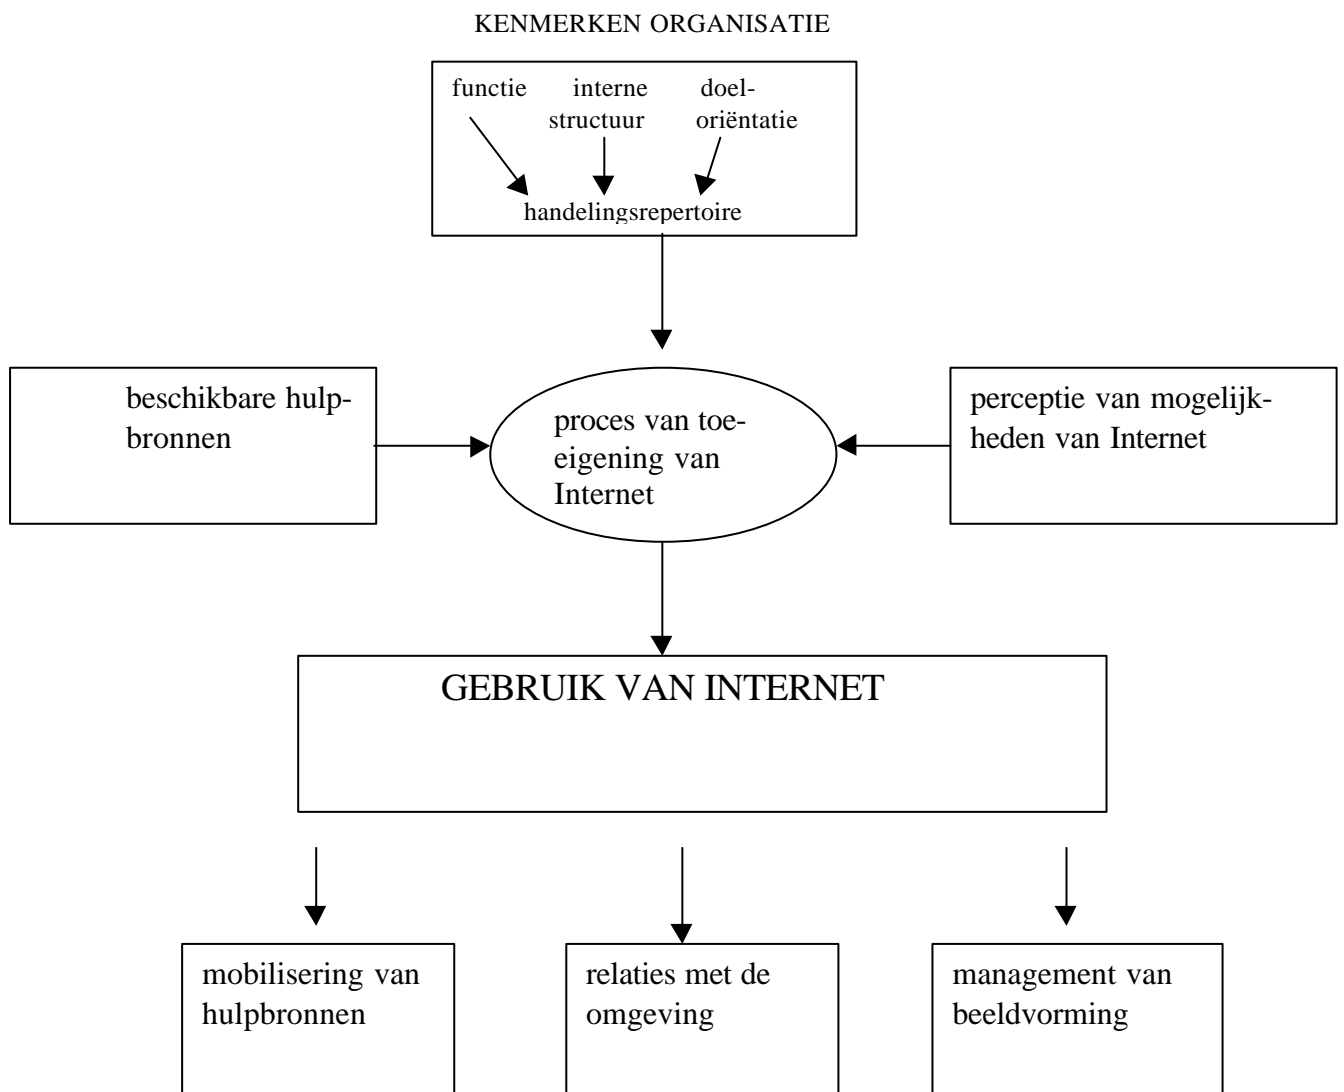 KENMERKEN ORGANISATIE
functie interne doel-
structuur oriëntatie
handelingsrepertoire
beschikbare hulp-
bronnen
proces van toe-
eigening van
Internet
perceptie van mogelijk-
heden van Internet
GEBRUIK VAN INTERNET
mobilisering van
hulpbronnen
relaties met de
omgeving
management van
beeldvorming